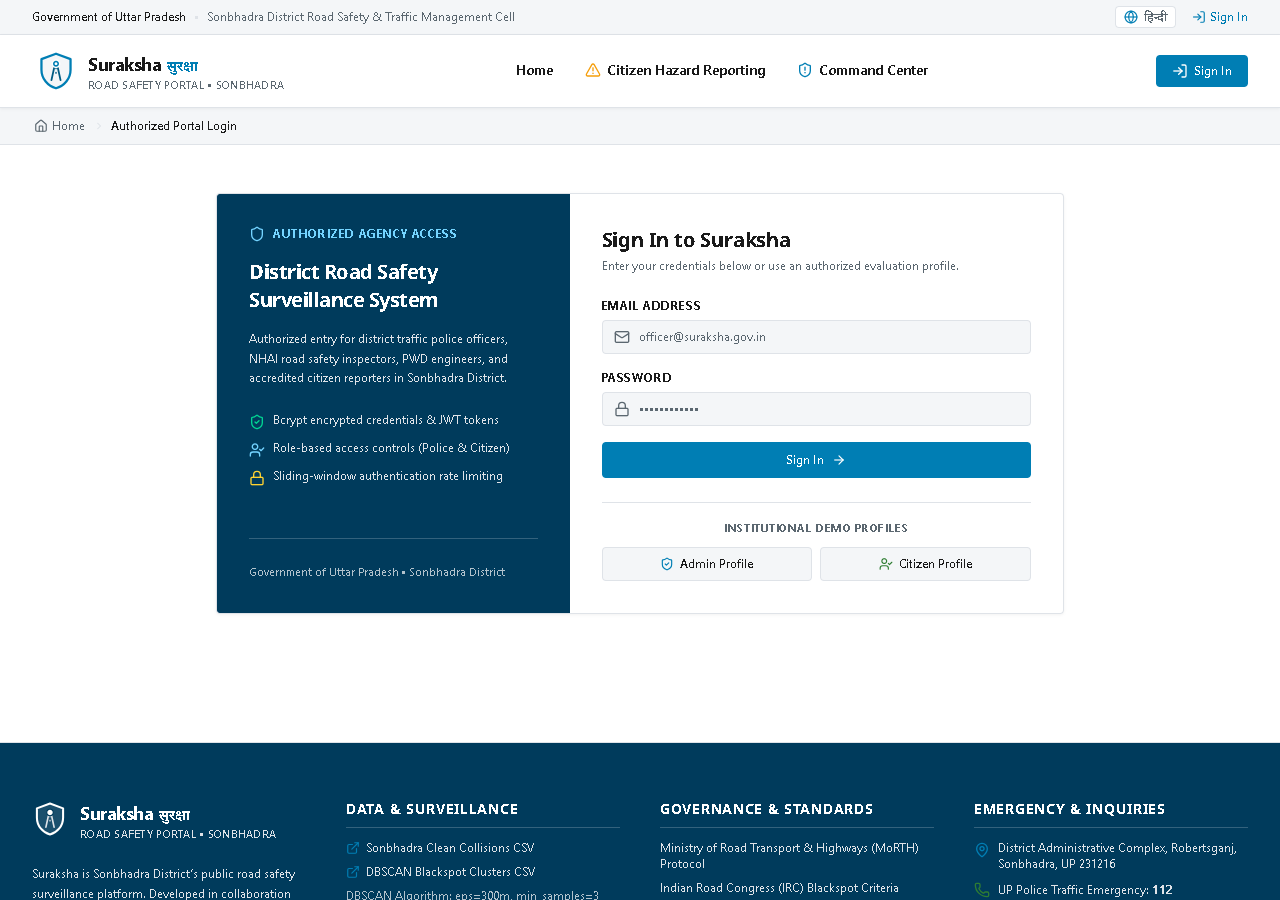 Government of Uttar Pradesh • Sonbhadra District Road Safety & Traffic Management Cell
हिन्दी
Sign In
Suraksha सुरक्षा
ROAD SAFETY PORTAL • SONBHADRA
Home
Citizen Hazard Reporting
Command Center
Sign In
Home
Authorized Portal Login
AUTHORIZED AGENCY ACCESS
District Road Safety
Surveillance System
Authorized entry for district traffic police officers,
NHAI road safety inspectors, PWD engineers, and
accredited citizen reporters in Sonbhadra District.
Bcrypt encrypted credentials & JWT tokens
Role-based access controls (Police & Citizen)
Sliding-window authentication rate limiting
Government of Uttar Pradesh • Sonbhadra District
Sign In to Suraksha
Enter your credentials below or use an authorized evaluation profile.
EMAIL ADDRESS
officer@suraksha.gov.in
PASSWORD
••••••••••••
Sign In
INSTITUTIONAL DEMO PROFILES
Admin Profile
Citizen Profile
Suraksha सुरक्षा
ROAD SAFETY PORTAL • SONBHADRA
Suraksha is Sonbhadra District's public road safety
surveillance platform. Developed in collaboration
DATA & SURVEILLANCE
Sonbhadra Clean Collisions CSV
DBSCAN Blackspot Clusters CSV
DBSCAN Algorithm: eps=300m, min_samples=3
GOVERNANCE & STANDARDS
Ministry of Road Transport & Highways (MoRTH)
Protocol
Indian Road Congress (IRC) Blackspot Criteria
EMERGENCY & INQUIRIES
District Administrative Complex, Robertsganj,
Sonbhadra, UP 231216
UP Police Traffic Emergency: 112